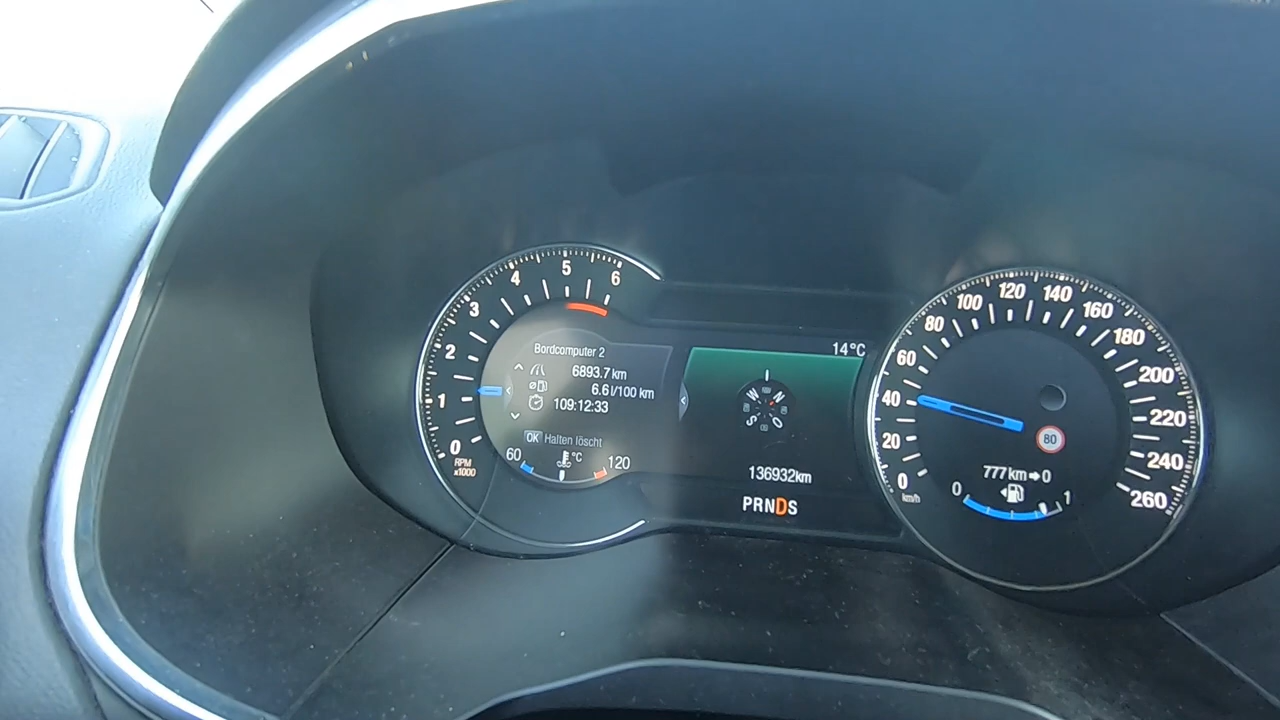 0
1
2
3
4
5
6
RPM
x1000
Bordcomputer 2
6893.7 km
6.6 l/100 km
109:12:33
OK Halten löscht
60 °C 120
14°C
N
W
S
O
136932km
PRNDS
0
20
40
60
80
100
120
140
160
180
200
220
240
260
km/h
80
777 km → 0
0 1